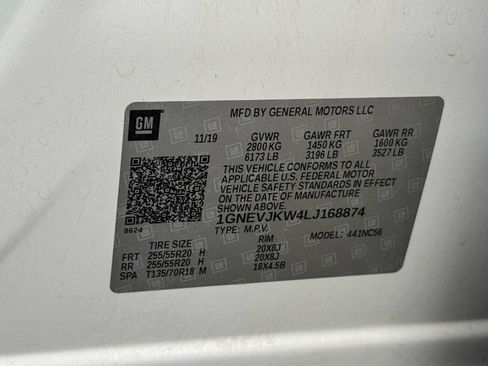 GM
MFD BY GENERAL MOTORS LLC
11/19 GVWR GAWR FRT GAWR RR
2800 KG 1450 KG 1600 KG
6173 LB 3196 LB 3527 LB
THIS VEHICLE CONFORMS TO ALL
APPLICABLE U.S. FEDERAL MOTOR
VEHICLE SAFETY STANDARDS IN EFFECT
ON THE DATE OF MANUFACTURE SHOWN ABOVE.
1GNEVJKW4LJ168874
8624
TYPE: M.P.V. MODEL: 441NC56
TIRE SIZE RIM
FRT 255/55R20 H 20X8J
RR 255/55R20 H 20X8J
SPA T135/70R18 M 18X4.5B